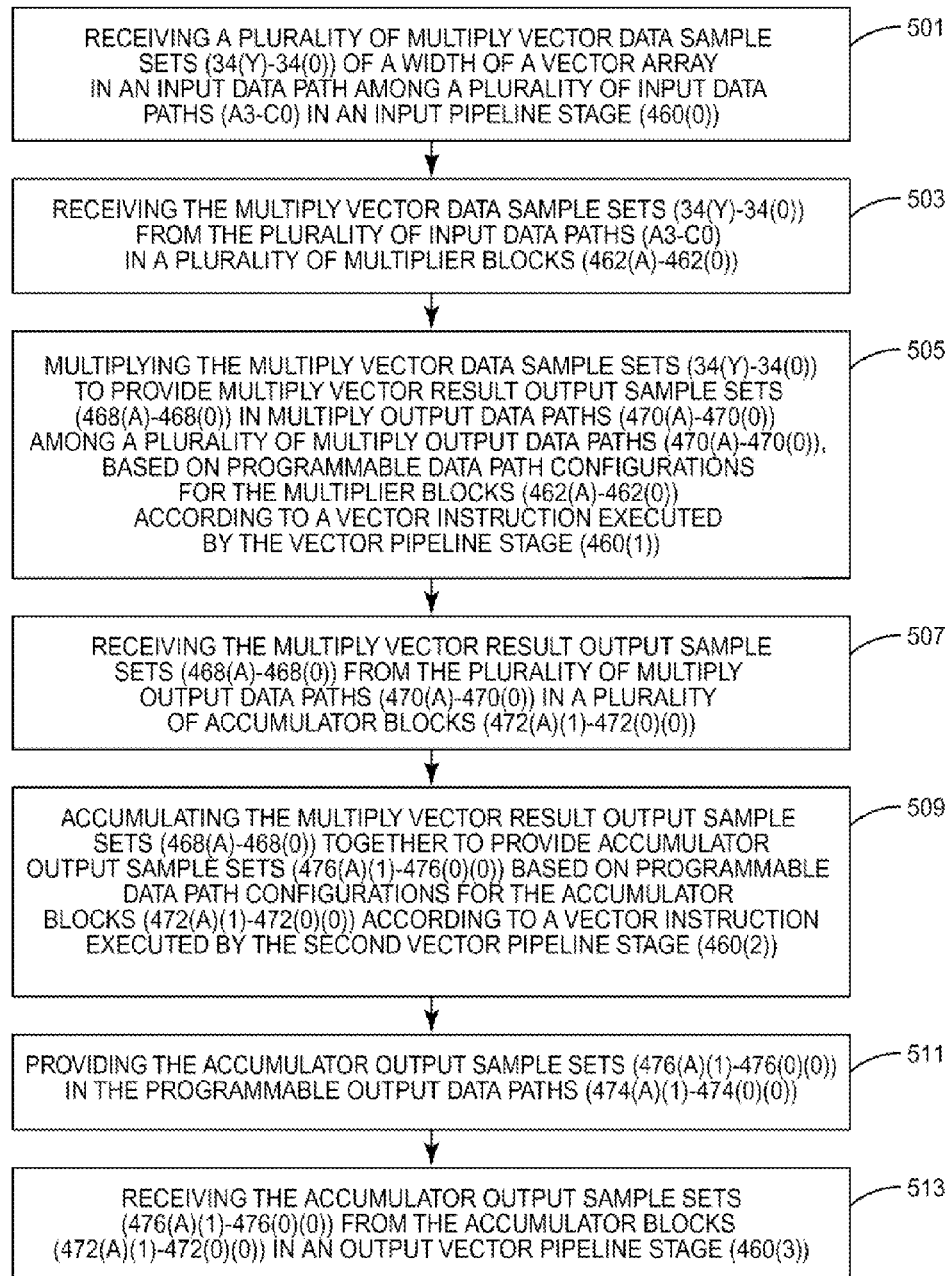 RECEIVING A PLURALITY OF MULTIPLY VECTOR DATA SAMPLE
SETS (34(Y)-34(0)) OF A WIDTH OF A VECTOR ARRAY
IN AN INPUT DATA PATH AMONG A PLURALITY OF INPUT DATA
PATHS (A3-C0) IN AN INPUT PIPELINE STAGE (460(0))
501
RECEIVING THE MULTIPLY VECTOR DATA SAMPLE SETS (34(Y)-34(0))
FROM THE PLURALITY OF INPUT DATA PATHS (A3-C0)
IN A PLURALITY OF MULTIPLIER BLOCKS (462(A)-462(0))
503
MULTIPLYING THE MULTIPLY VECTOR DATA SAMPLE SETS (34(Y)-34(0))
TO PROVIDE MULTIPLY VECTOR RESULT OUTPUT SAMPLE SETS
(468(A)-468(0)) IN MULTIPLY OUTPUT DATA PATHS (470(A)-470(0))
AMONG A PLURALITY OF MULTIPLY OUTPUT DATA PATHS (470(A)-470(0)),
BASED ON PROGRAMMABLE DATA PATH CONFIGURATIONS
FOR THE MULTIPLIER BLOCKS (462(A)-462(0))
ACCORDING TO A VECTOR INSTRUCTION EXECUTED
BY THE VECTOR PIPELINE STAGE (460(1))
505
RECEIVING THE MULTIPLY VECTOR RESULT OUTPUT SAMPLE
SETS (468(A)-468(0)) FROM THE PLURALITY OF MULTIPLY
OUTPUT DATA PATHS (470(A)-470(0)) IN A PLURALITY
OF ACCUMULATOR BLOCKS (472(A)(1)-472(0)(0))
507
ACCUMULATING THE MULTIPLY VECTOR RESULT OUTPUT SAMPLE
SETS (468(A)-468(0)) TOGETHER TO PROVIDE ACCUMULATOR
OUTPUT SAMPLE SETS (476(A)(1)-476(0)(0)) BASED ON PROGRAMMABLE
DATA PATH CONFIGURATIONS FOR THE ACCUMULATOR
BLOCKS (472(A)(1)-472(0)(0)) ACCORDING TO A VECTOR INSTRUCTION
EXECUTED BY THE SECOND VECTOR PIPELINE STAGE (460(2))
509
PROVIDING THE ACCUMULATOR OUTPUT SAMPLE SETS (476(A)(1)-476(0)(0))
IN THE PROGRAMMABLE OUTPUT DATA PATHS (474(A)(1)-474(0)(0))
511
RECEIVING THE ACCUMULATOR OUTPUT SAMPLE SETS
(476(A)(1)-476(0)(0)) FROM THE ACCUMULATOR BLOCKS
(472(A)(1)-472(0)(0)) IN AN OUTPUT VECTOR PIPELINE STAGE (460(3))
513